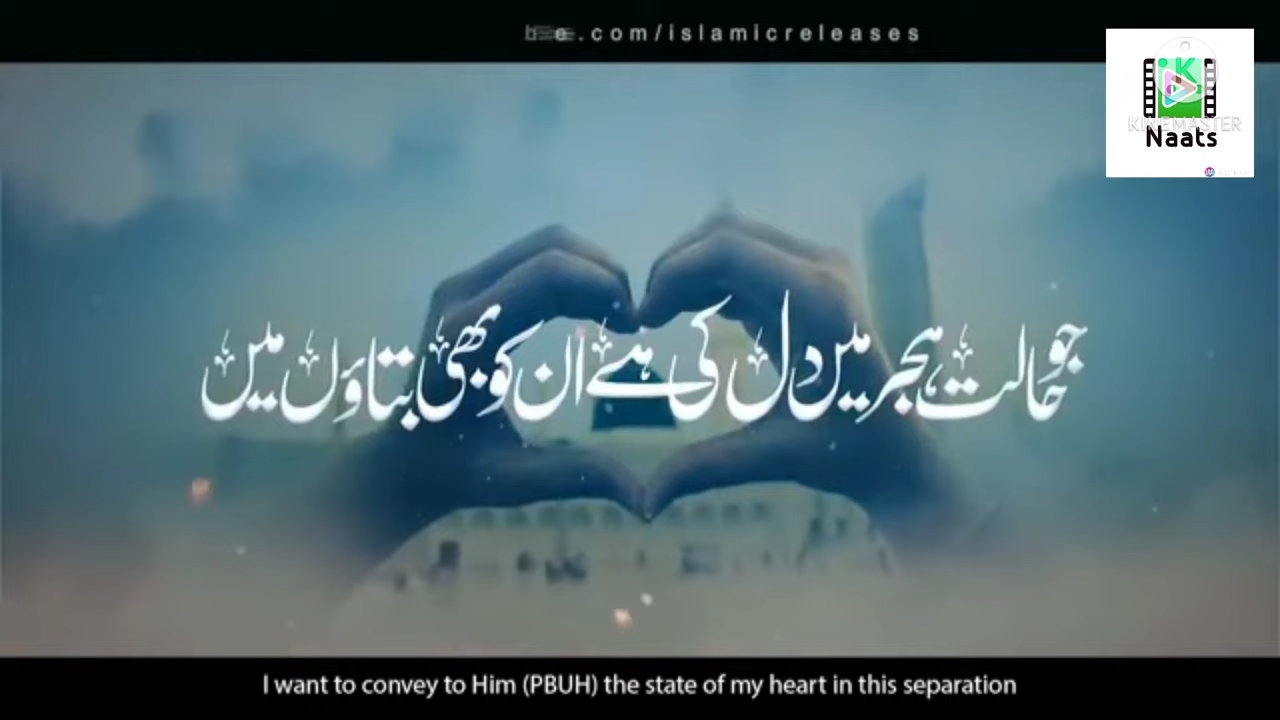 .com/islamicreleases
K
KINEMASTER
Naats
جو حالت ہجر میں دل کی ہے ان کو بھی بتاؤں میں
I want to convey to Him (PBUH) the state of my heart in this separation